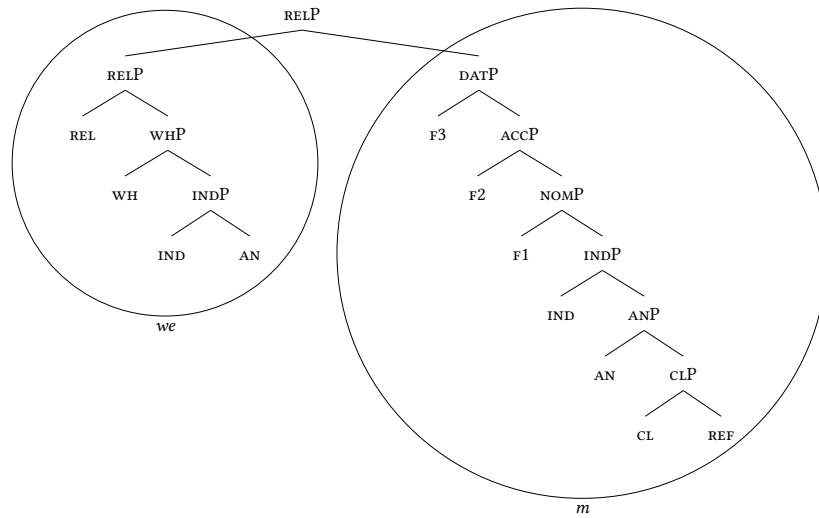 RELP
RELP DATP
REL WHP F3 ACCP
WH INDP F2 NOMP
IND AN F1 INDP
IND ANP
we
AN CLP
CL REF
m